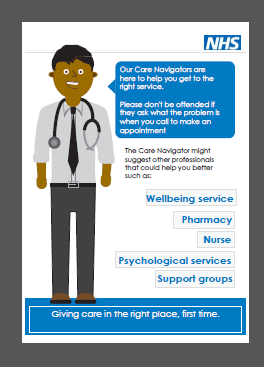 NHS
Our Care Navigators are
here to help you get to the
right service.
Please don't be offended if
they ask what the problem is
when you call to make an
appointment
The Care Navigator might
suggest other professionals
that could help you better
such as:
Wellbeing service
Pharmacy
Nurse
Psychological services
Support groups
Giving care in the right place, first time.